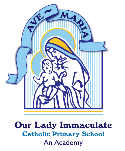 AVE MARIA
Our Lady Immaculate
Catholic Primary School
An Academy